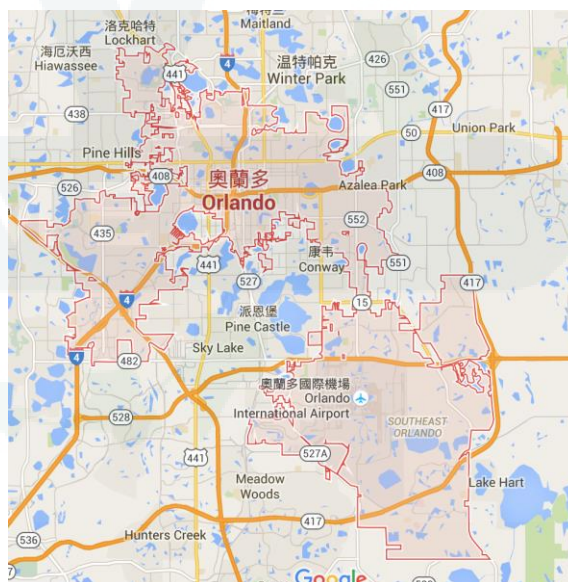 洛克哈特
Lockhart
Maitland
海厄沃西
Hiawassee
441
4
温特帕克
Winter Park
426
551
417
438
50
Union Park
Pine Hills
526
408
奧蘭多
Orlando
Azalea Park
408
435
552
441
527
康韦
Conway
551
417
4
派恩堡
Pine Castle
15
Sky Lake
4
482
奧蘭多國際機場
Orlando
International Airport
528
SOUTHEAST
ORLANDO
441
527A
Meadow
Woods
Lake Hart
417
536
Hunters Creek
Google